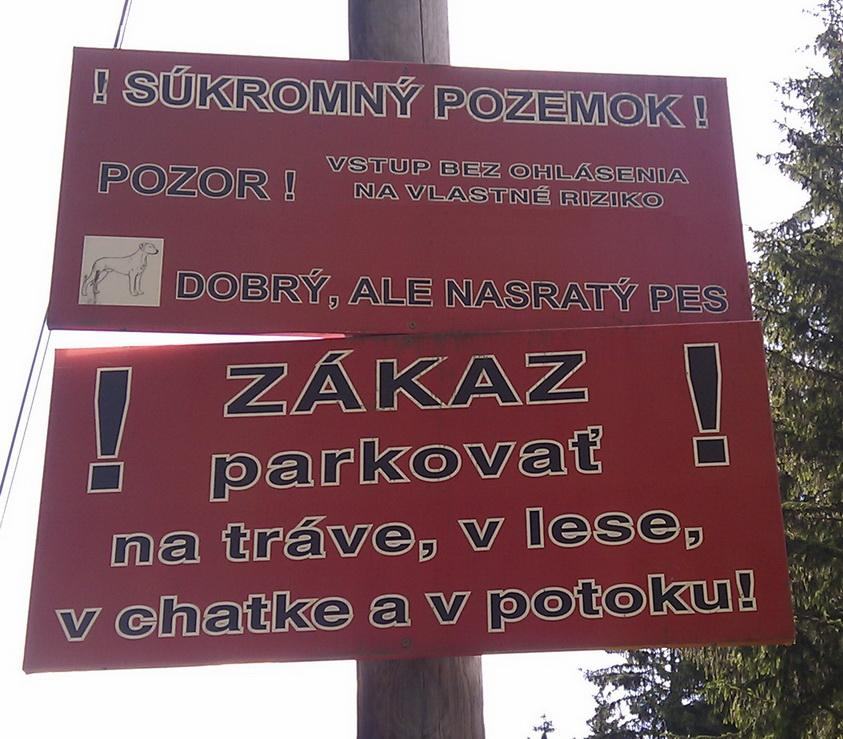 ! SÚKROMNÝ POZEMOK !
POZOR ! VSTUP BEZ OHLÁSENIA
NA VLASTNÉ RIZIKO
DOBRÝ, ALE NASRATÝ PES
! ZÁKAZ !
parkovať
na tráve, v lese,
v chatke a v potoku!